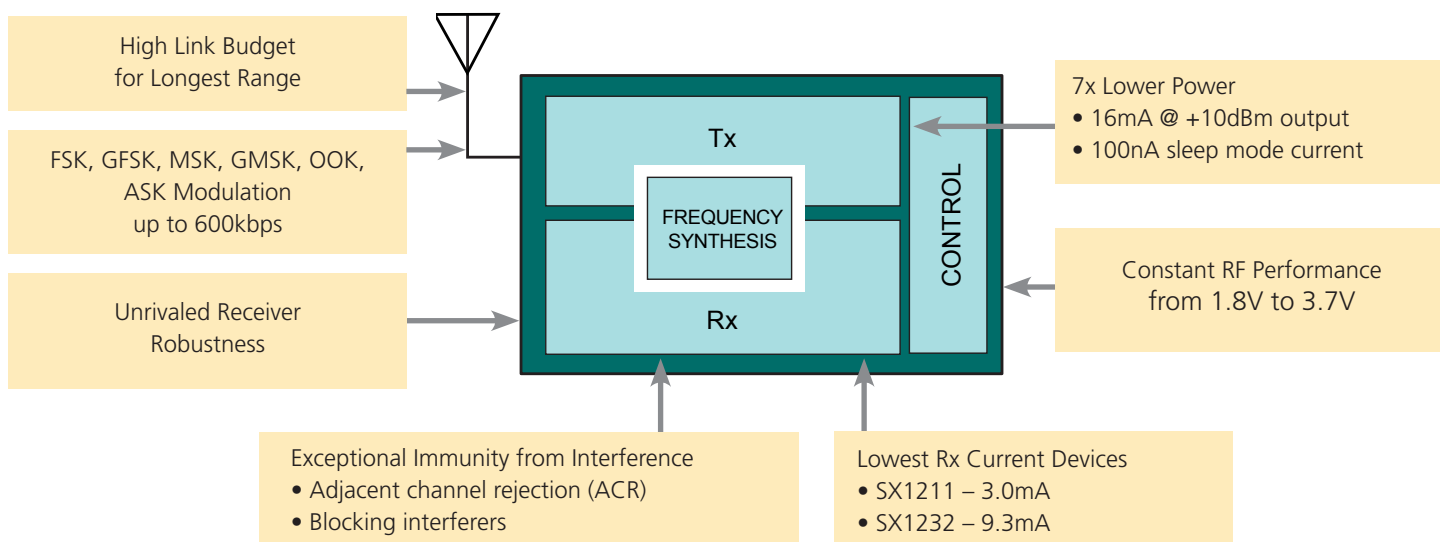 High Link Budget
for Longest Range
FSK, GFSK, MSK, GMSK, OOK,
ASK Modulation
up to 600kbps
Unrivaled Receiver
Robustness
Tx
FREQUENCY
SYNTHESIS
Rx
CONTROL
7x Lower Power
• 16mA @ +10dBm output
• 100nA sleep mode current
Constant RF Performance
from 1.8V to 3.7V
Exceptional Immunity from Interference
• Adjacent channel rejection (ACR)
• Blocking interferers
Lowest Rx Current Devices
• SX1211 – 3.0mA
• SX1232 – 9.3mA